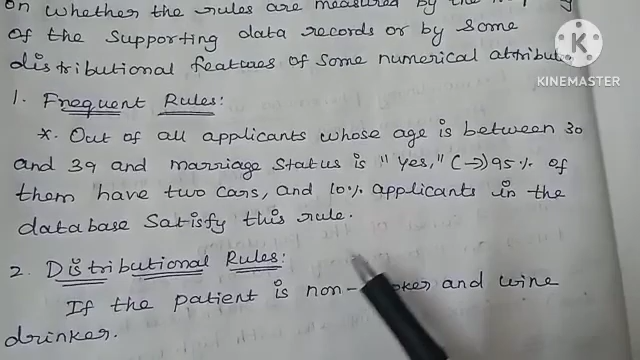 on whether the rules are measured by the
of the supporting data records or by some
distributional features of some numerical
1. Frequent Rules:
*. Out of all applicants whose age is between 30
and 39 and marriage status is "yes," (->) 95% of
them have two cars, and 10% applicants in the
database satisfy this rule.
2. Distributional Rules:
If the patient is non- and wine
drinker.
KINEMASTER